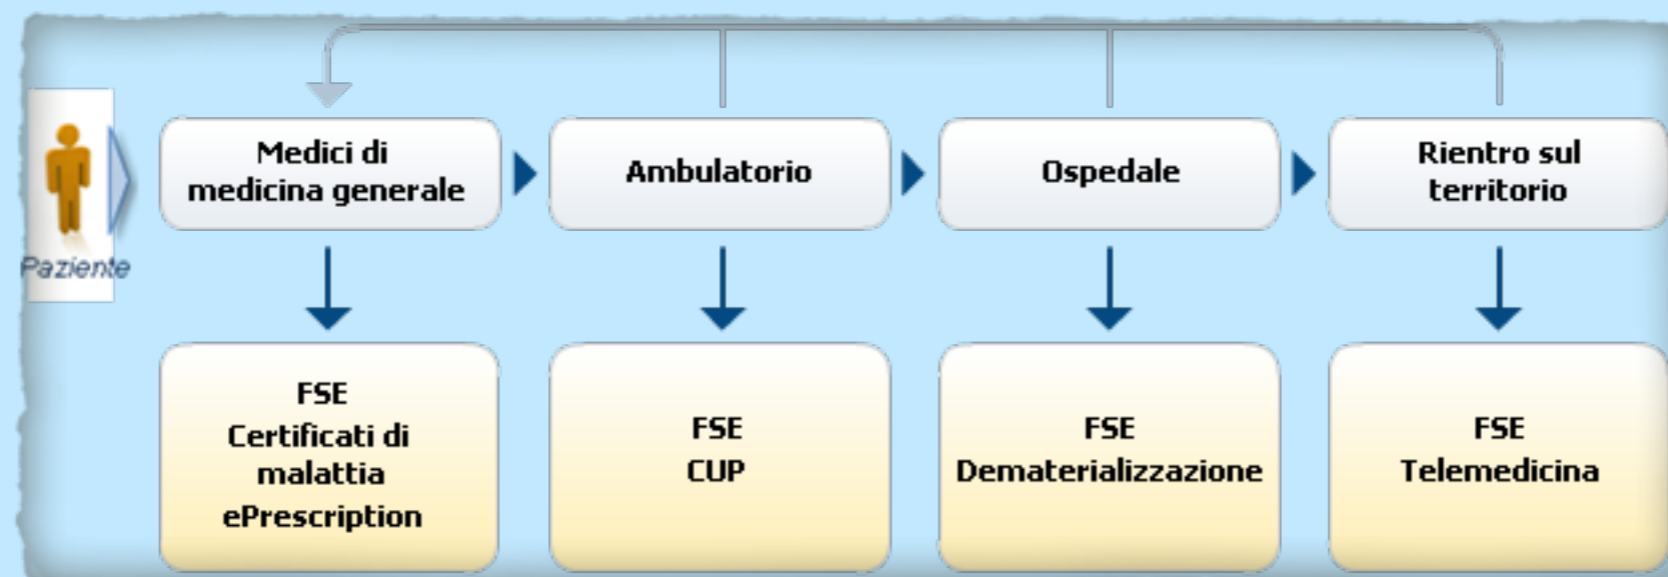 Paziente
Medici di
medicina generale
Ambulatorio
Ospedale
Rientro sul
territorio
FSE
Certificati di
malattia
ePrescription
FSE
CUP
FSE
Dematerializzazione
FSE
Telemedicina